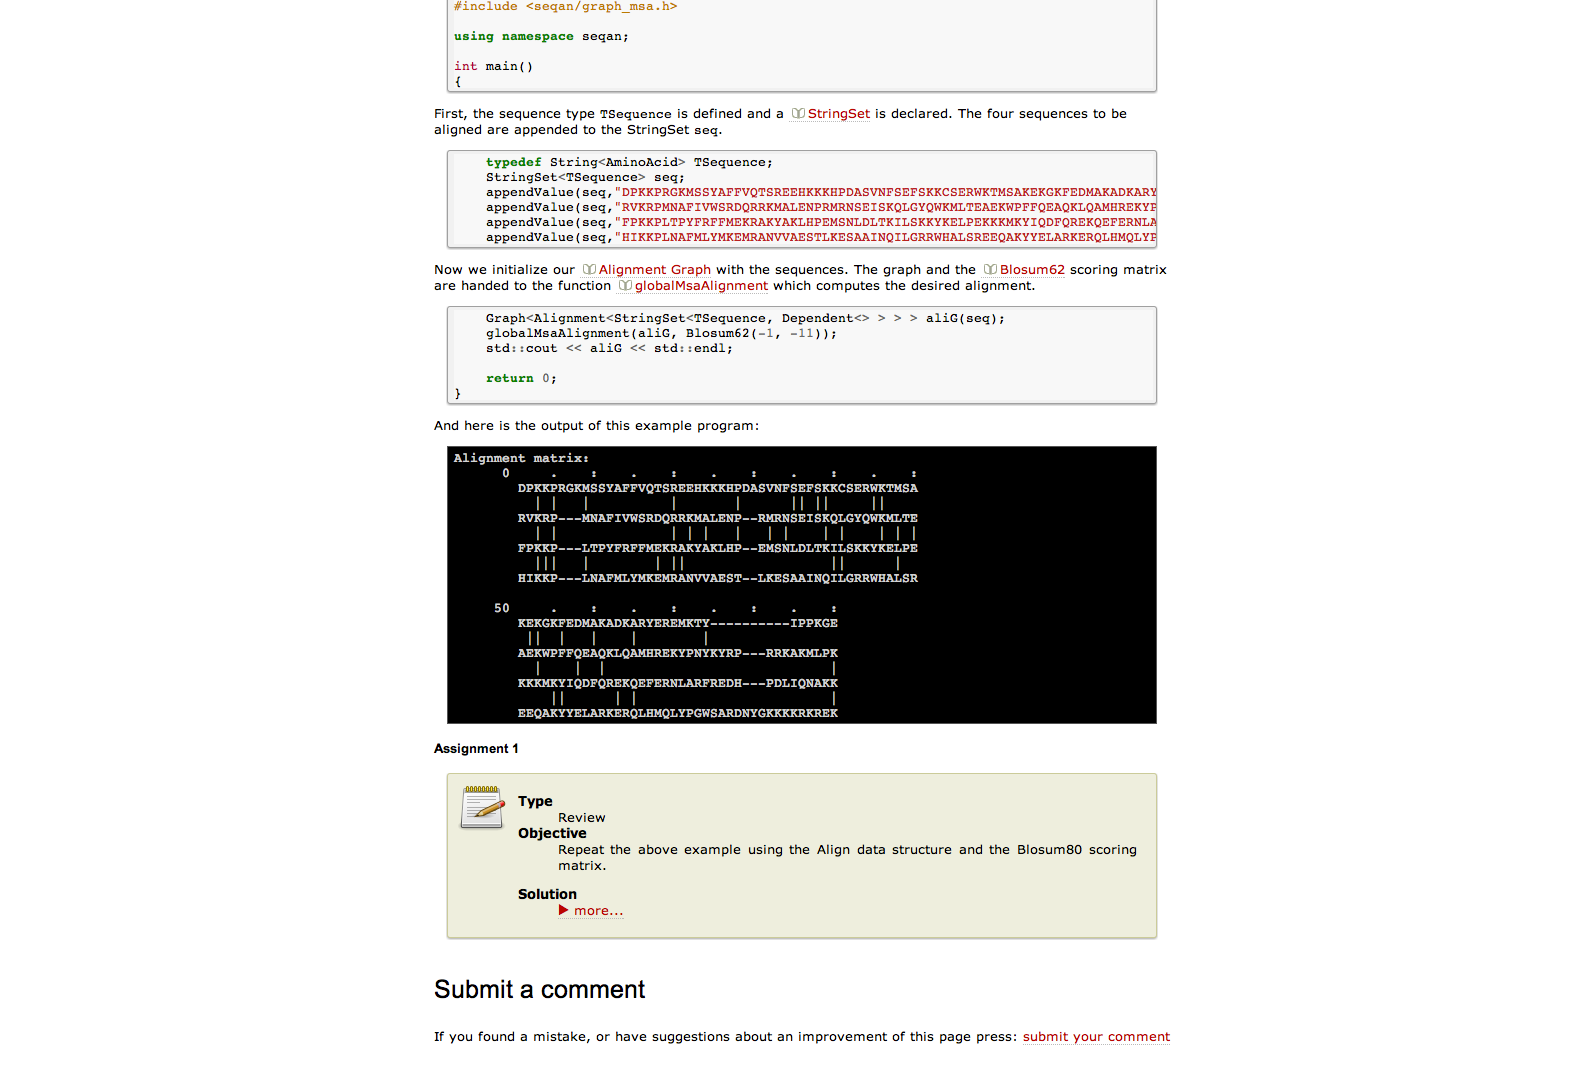 #include <seqan/graph_msa.h>
using namespace seqan;
int main()
{
First, the sequence type TSequence is defined and a StringSet is declared. The four sequences to be
aligned are appended to the StringSet seq.
typedef String<AminoAcid> TSequence;
StringSet<TSequence> seq;
appendValue(seq,"DPKKPRGKMSSYAFFVQTSREEHKKKHPDASVNFSEFSKKCSERWKTMSAKEKGKFEDMAKADKARY
appendValue(seq,"RVKRPMNAFIVWSRDQRRKMALENPRMRNSEISKQLGYQWKMLTEAEKWPFFQEAQKLQAMHREKYP
appendValue(seq,"FPKKPLTPYFRFFMEKRAKYAKLHPEMSNLDLTKILSKKYKELPEKKKMKYIQDFQREKQEFERNLA
appendValue(seq,"HIKKPLNAFMLYMKEMRANVVAESTLKESAAINQILGRRWHALSREEQAKYYELARKERQLHMQLYP
Now we initialize our Alignment Graph with the sequences. The graph and the Blosum62 scoring matrix
are handed to the function globalMsaAlignment which computes the desired alignment.
Graph<Alignment<StringSet<TSequence, Dependent<> > > > aliG(seq);
globalMsaAlignment(aliG, Blosum62(-1, -11));
std::cout << aliG << std::endl;
return 0;
}
And here is the output of this example program:
Alignment matrix:
0     .    :    .    :    .    :    .    :    .    :
DPKKPRGKMSSYAFFVQTSREEHKKKHPDASVNFSEFSKKCSERWKTMSA
  | |   |          |       |      || ||     ||
RVKRP---MNAFIVWSRDQRRKMALENP--RMRNSEISKQLGYQWKMLTE
  | |              | | |   |   | |    | |    | | |
FPKKP---LTPYFRFFMEKRAKYAKLHP--EMSNLDLTKILSKKYKELPE
  |||   |        | ||                  ||      |
HIKKP---LNAFMLYMKEMRANVVAEST--LKESAAINQILGRRWHALSR
50     .    :    .    :    .    :    .    :
KEKGKFEDMAKADKARYEREMKTY----------IPPKGE
 ||  |   |    |        |
AEKWPFFQEAQKLQAMHREKYPNYKYRP---RRKAKMLPK
  |    |  |                            |
KKKMKYIQDFQREKQEFERNLARFREDH---PDLIQNAKK
    ||      | |                        |
EEQAKYYELARKERQLHMQLYPGWSARDNYGKKKKRKREK
Assignment 1
Type
Review
Objective
Repeat the above example using the Align data structure and the Blosum80 scoring
matrix.
Solution
▶ more...
Submit a comment
If you found a mistake, or have suggestions about an improvement of this page press: submit your comment